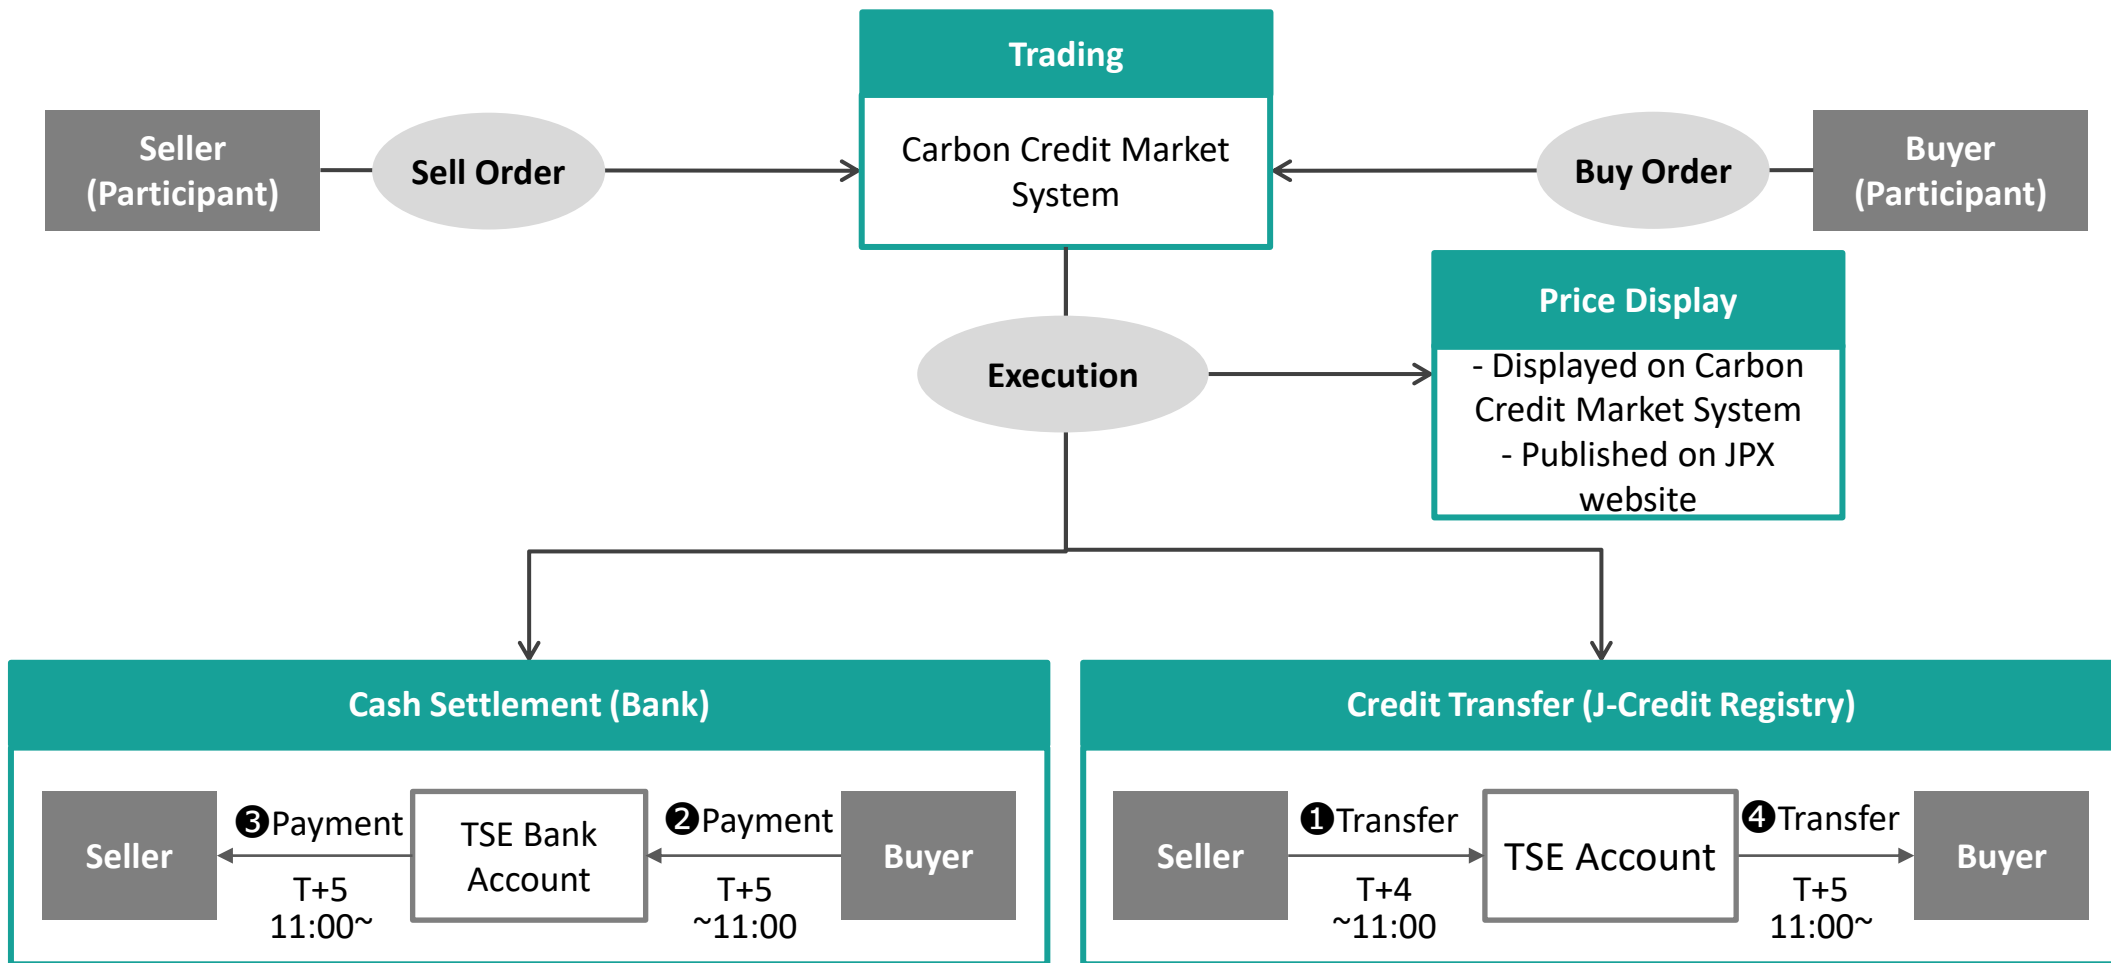 Trading
Seller
(Participant)
Sell Order
Carbon Credit Market
System
Buy Order
Buyer
(Participant)
Price Display
- Displayed on Carbon
Credit Market System
- Published on JPX
website
Execution
Cash Settlement (Bank)
Seller
❸Payment
T+5
11:00~
TSE Bank
Account
❷Payment
T+5
~11:00
Buyer
Credit Transfer (J-Credit Registry)
Seller
❶Transfer
T+4
~11:00
TSE Account
❹Transfer
T+5
11:00~
Buyer